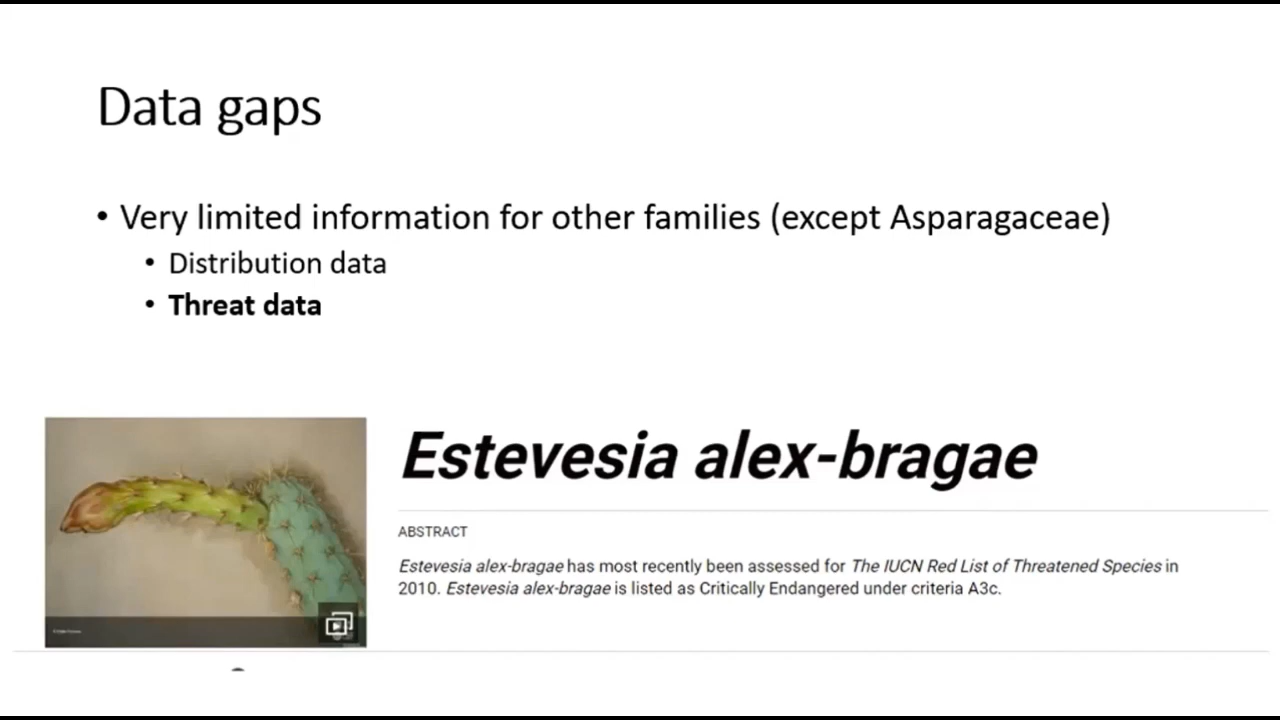 Data gaps
• Very limited information for other families (except Asparagaceae)
• Distribution data
• Threat data
Estevesia alex-bragae
ABSTRACT
Estevesia alex-bragae has most recently been assessed for The IUCN Red List of Threatened Species in
2010. Estevesia alex-bragae is listed as Critically Endangered under criteria A3c.